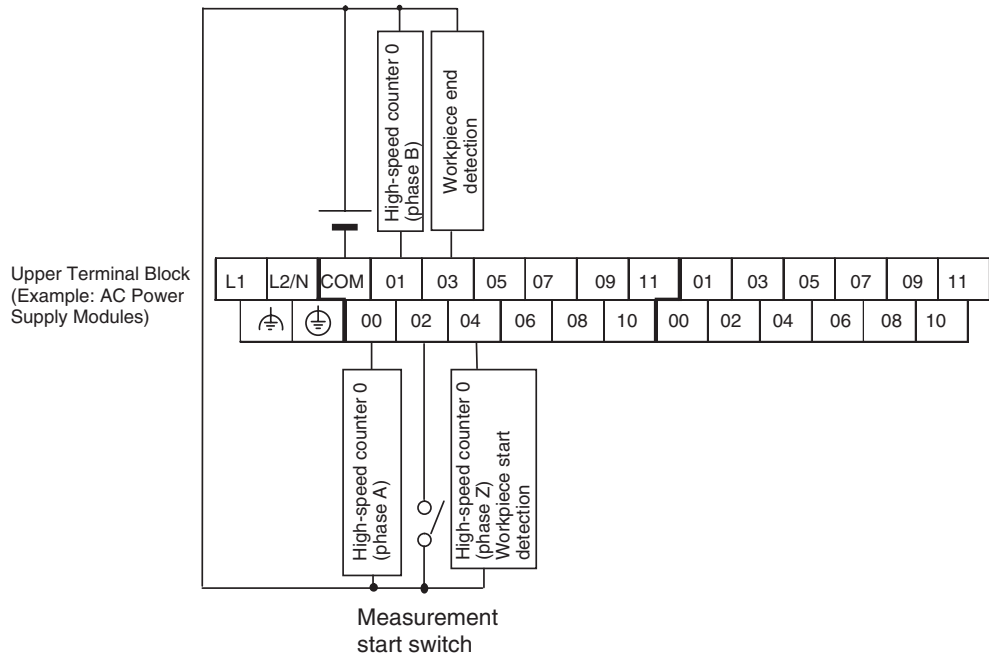 High-speed counter 0
(phase B)
Workpiece end
detection
Upper Terminal Block
(Example: AC Power
Supply Modules)
L1 L2/N COM 01 03 05 07 09 11 01 03 05 07 09 11
00 02 04 06 08 10 00 02 04 06 08 10
High-speed counter 0
(phase A)
High-speed counter 0
(phase Z)
Workpiece start
detection
Measurement
start switch